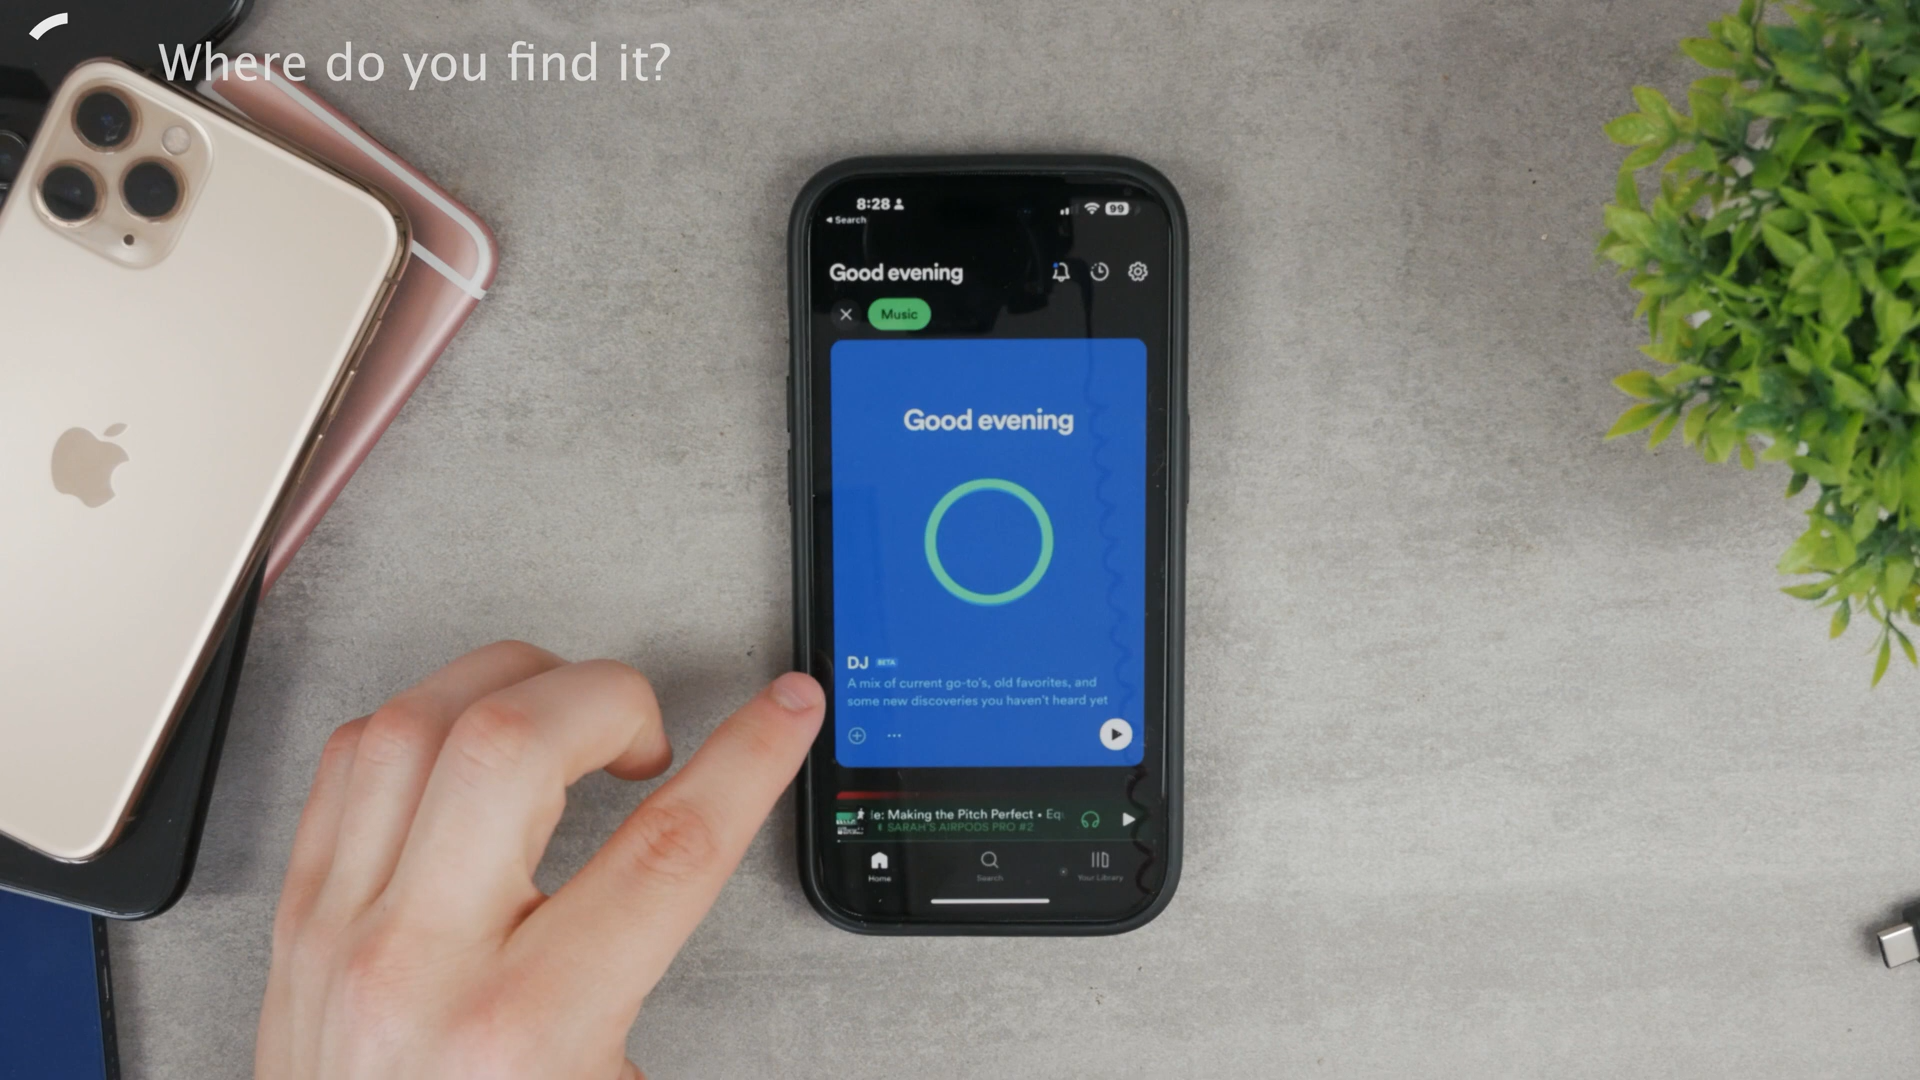 Where do you find it?
8:28
Search
99
Good evening
Music
Good evening
DJ BETA
A mix of current go-to's, old favorites, and
some new discoveries you haven't heard yet
le: Making the Pitch Perfect • Eq
SARAH'S AIRPODS PRO #2
Home
Search
Your Library